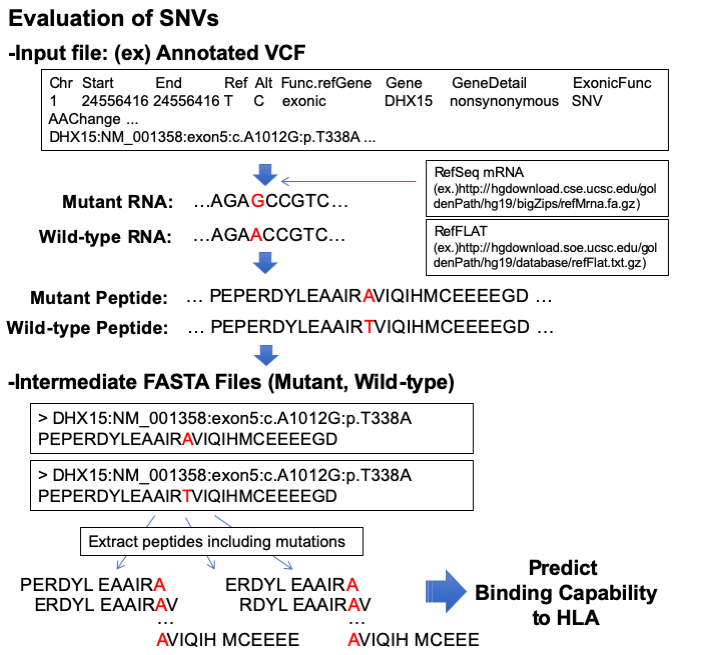 Evaluation of SNVs
-Input file: (ex) Annotated VCF
Chr Start End Ref Alt Func.refGene Gene GeneDetail ExonicFunc
1 24556416 24556416 T C exonic DHX15 nonsynonymous SNV
AAChange ...
DHX15:NM_001358:exon5:c.A1012G:p.T338A ...
RefSeq mRNA
(ex.)http://hgdownload.cse.ucsc.edu/gol
denPath/hg19/bigZips/refMrna.fa.gz)
Mutant RNA: ...AGAGCCGTC...
Wild-type RNA: ...AGAACCGTC...
RefFLAT
(ex.)http://hgdownload.soe.ucsc.edu/gol
denPath/hg19/database/refFlat.txt.gz)
Mutant Peptide: ... PEPERDYLEAAIRAVIQIHMCEEEEGD ...
Wild-type Peptide: ... PEPERDYLEAAIRTVIQIHMCEEEEGD ...
-Intermediate FASTA Files (Mutant, Wild-type)
> DHX15:NM_001358:exon5:c.A1012G:p.T338A
PEPERDYLEAAIRAVIQIHMCEEEEGD
> DHX15:NM_001358:exon5:c.A1012G:p.T338A
PEPERDYLEAAIRTVIQIHMCEEEEGD
Extract peptides including mutations
PERDYL EAAIRA
ERDYL EAAIRAV
...
AVIQIH MCEEEE
ERDYL EAAIRA
RDYL EAAIRAV
...
AVIQIH MCEEE
Predict
Binding Capability
to HLA